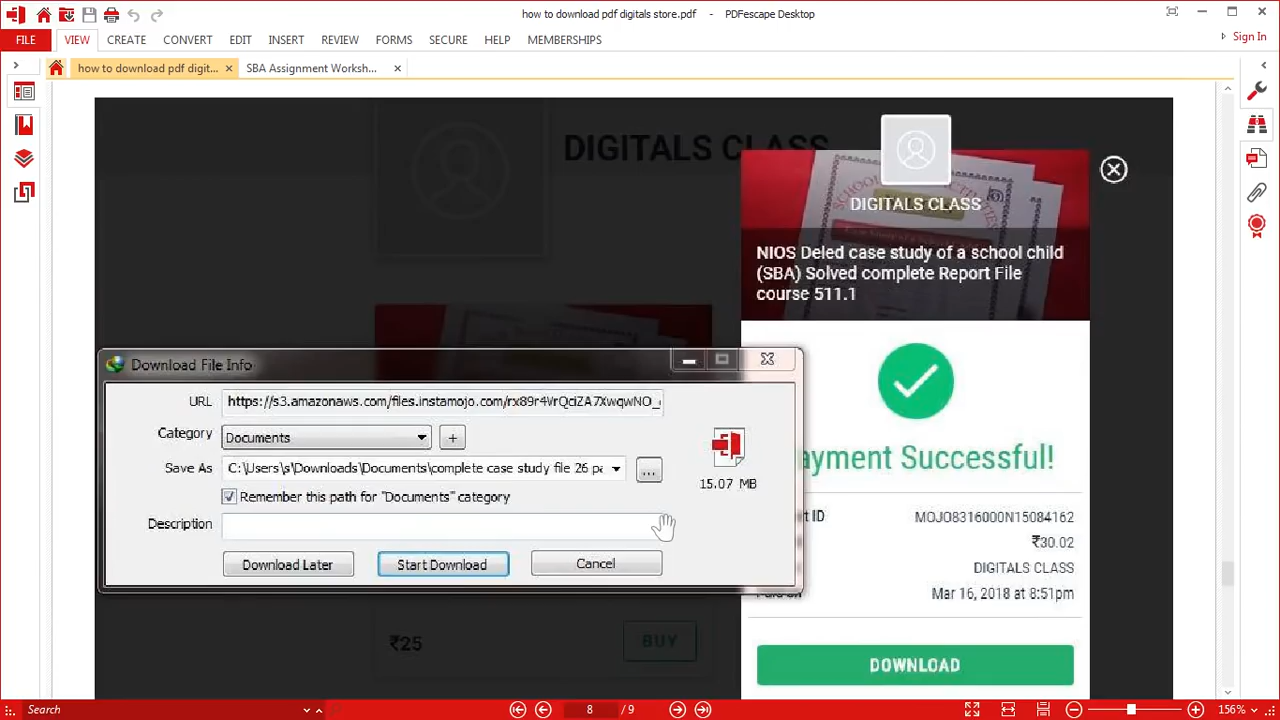 how to download pdf digitals store.pdf - PDFescape Desktop
FILE VIEW CREATE CONVERT EDIT INSERT REVIEW FORMS SECURE HELP MEMBERSHIPS
Sign In
how to download pdf digit... SBA Assignment Worksh...
DIGITALS CLASS
DIGITALS CLASS
NIOS Deled case study of a school child
(SBA) Solved complete Report File
course 511.1
Download File Info
URL https://s3.amazonaws.com/files.instamojo.com/rx89r4VrQciZA7XwqwNO_
Category Documents
+
Save As C:\Users\s\Downloads\Documents\complete case study file 26 pa
...
Remember this path for "Documents" category
Description
15.07 MB
Download Later Start Download Cancel
ayment Successful!
t ID MOJO8316000N15084162
₹30.02
DIGITALS CLASS
Mar 16, 2018 at 8:51pm
₹25 BUY
DOWNLOAD
Search
8 / 9
156%